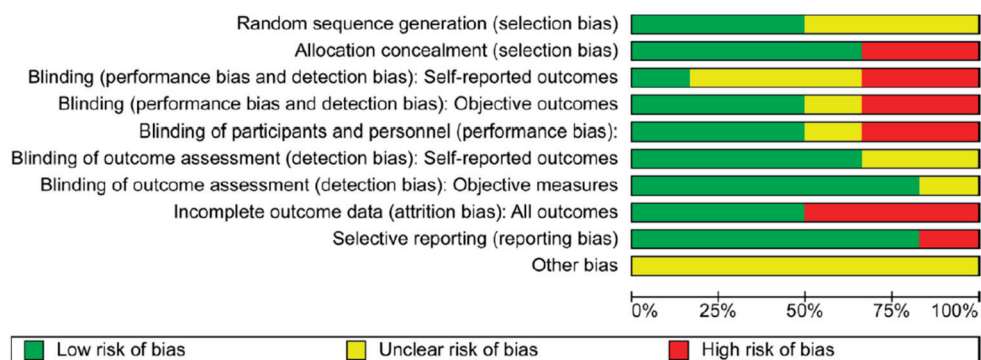 Random sequence generation (selection bias)
Allocation concealment (selection bias)
Blinding (performance bias and detection bias): Self-reported outcomes
Blinding (performance bias and detection bias): Objective outcomes
Blinding of participants and personnel (performance bias):
Blinding of outcome assessment (detection bias): Self-reported outcomes
Blinding of outcome assessment (detection bias): Objective measures
Incomplete outcome data (attrition bias): All outcomes
Selective reporting (reporting bias)
Other bias
0% 25% 50% 75% 100%
Low risk of bias Unclear risk of bias High risk of bias